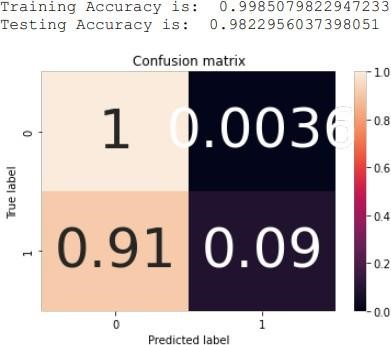 Training Accuracy is: 0.9985079822947233
Testing Accuracy is: 0.9822956037398051
Confusion matrix
1.0
0 1 0.0036
0.8
0.6
True label
0.4
1 0.91 0.09
0.2
0.0
0 1
Predicted label